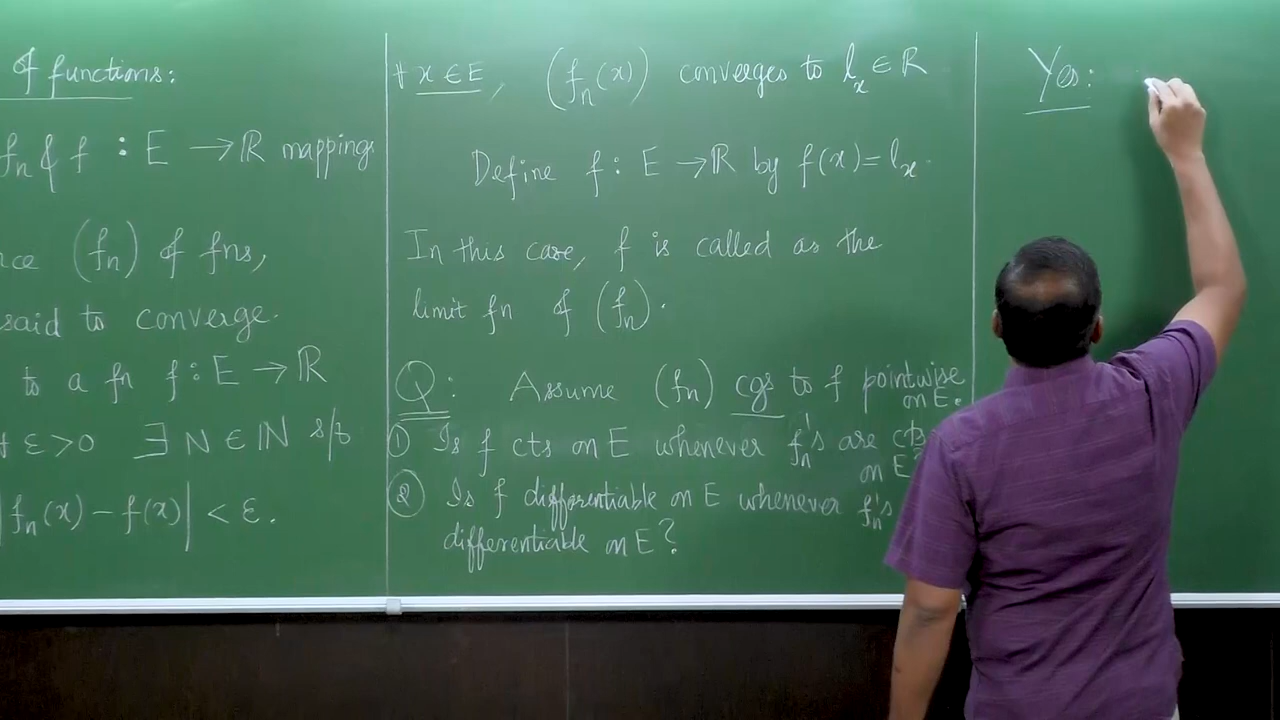 of functions:
fn & f : E → ℝ mappings
nce (fn) of fns,
said to converge.
to a fn f : E → ℝ
∀ ε > 0 ∃ N ∈ ℕ s/t
|fn(x) − f(x)| < ε.
∀ x ∈ E, (fn(x)) converges to lx ∈ ℝ
Define f : E → ℝ by f(x) = lx.
In this case, f is called as the
limit fn of (fn).
Q: Assume (fn) cgs to f pointwise
on E.
① Is f cts on E whenever fn's are cts
on E?
② Is f differentiable on E whenever fn's
differentiable on E?
Yes: